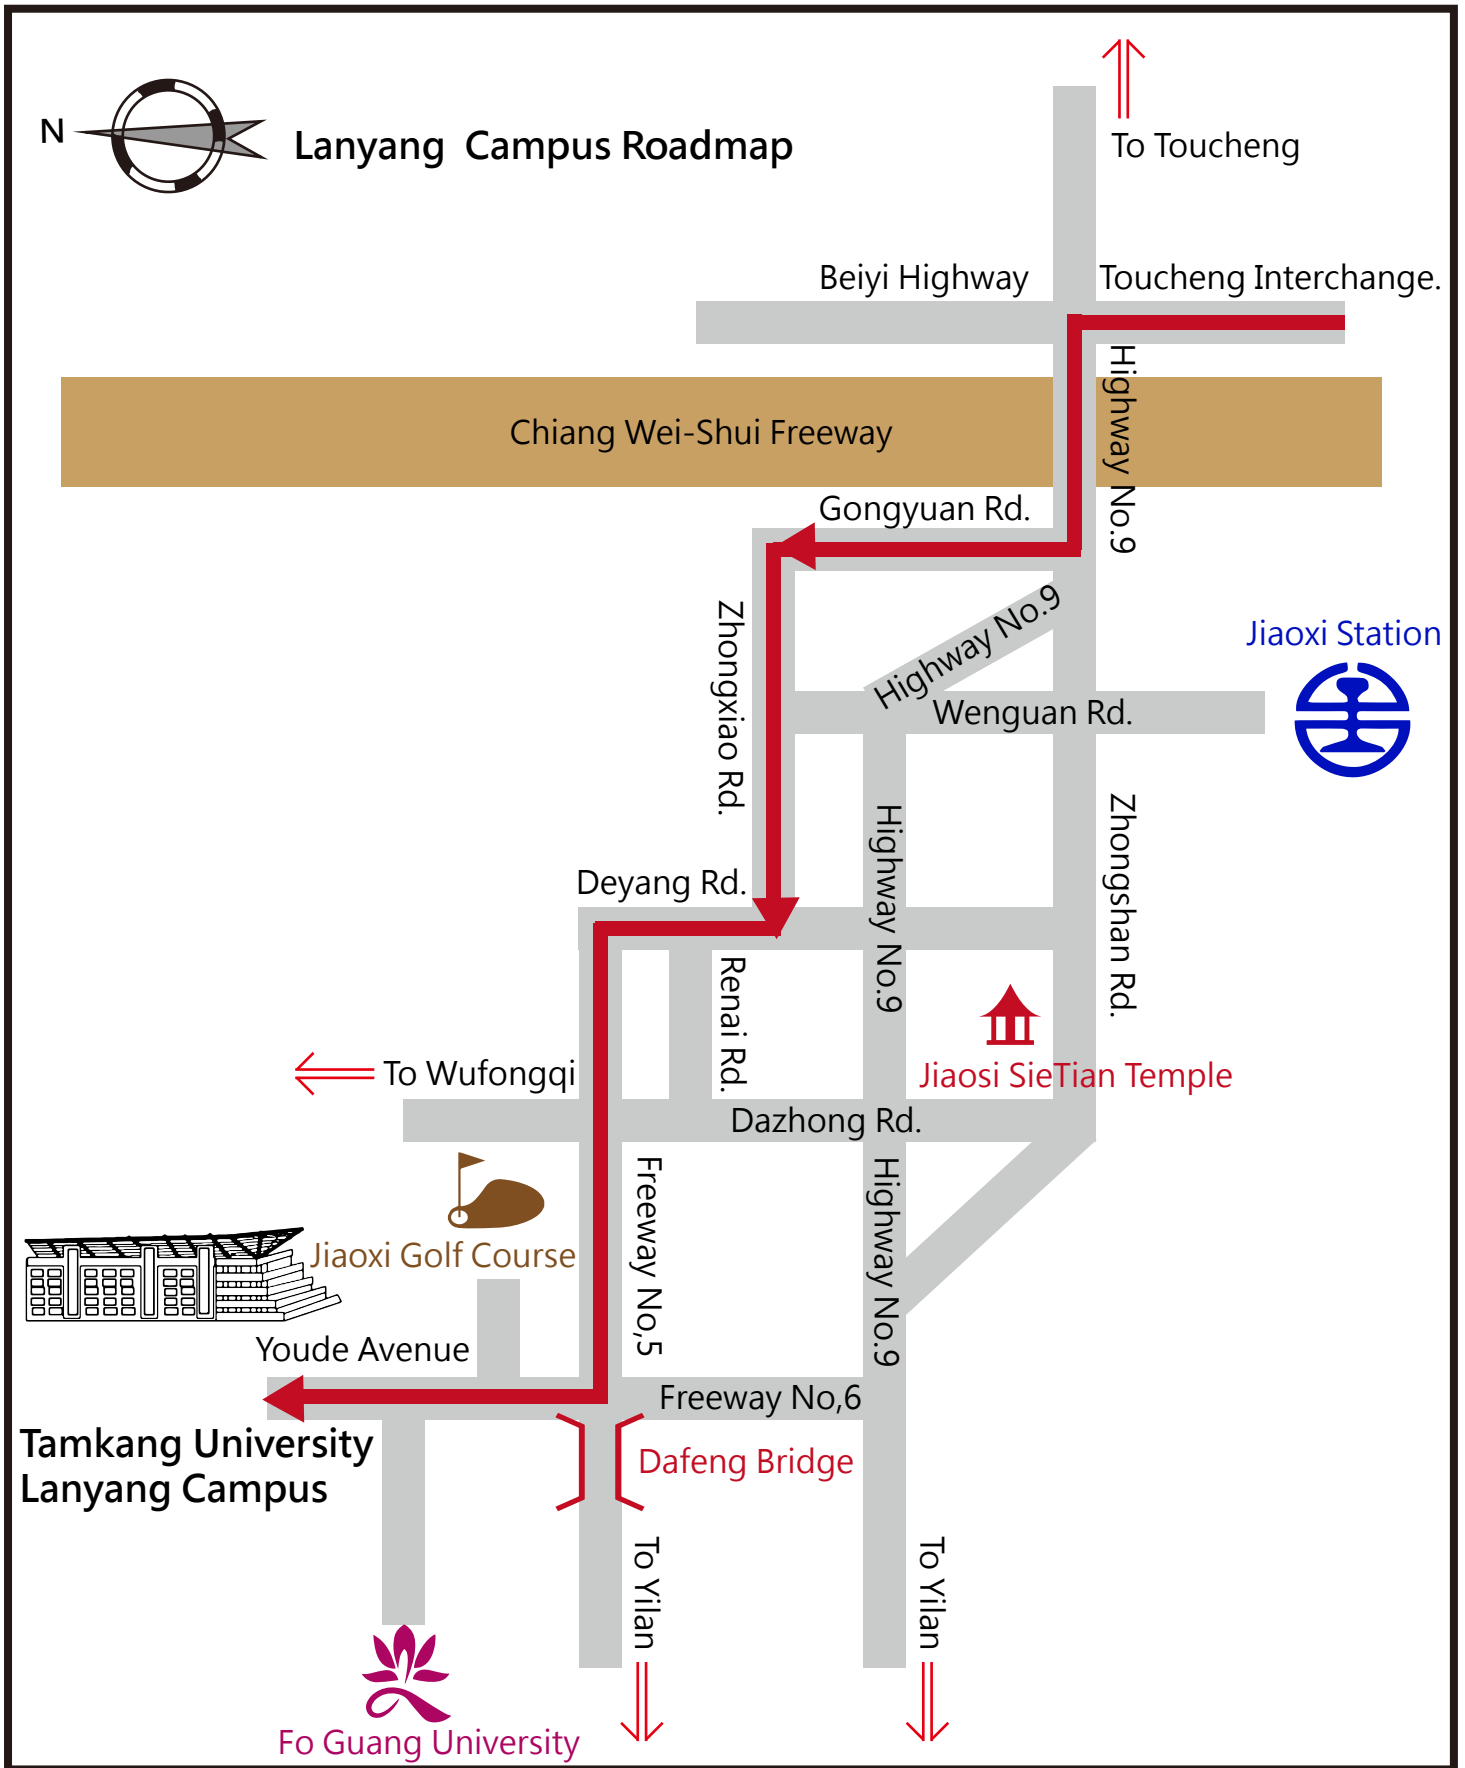 N
Lanyang Campus Roadmap
To Toucheng
Beiyi Highway
Toucheng Interchange.
Highway No.9
Chiang Wei-Shui Freeway
Gongyuan Rd.
Highway No.9
Zhongxiao Rd.
Jiaoxi Station
Wenguan Rd.
Highway No.9
Zhongshan Rd.
Deyang Rd.
Renai Rd.
To Wufongqi
Jiaosi SieTian Temple
Dazhong Rd.
Freeway No,5
Highway No.9
Jiaoxi Golf Course
Youde Avenue
Freeway No,6
Tamkang University
Lanyang Campus
Dafeng Bridge
To Yilan
To Yilan
Fo Guang University